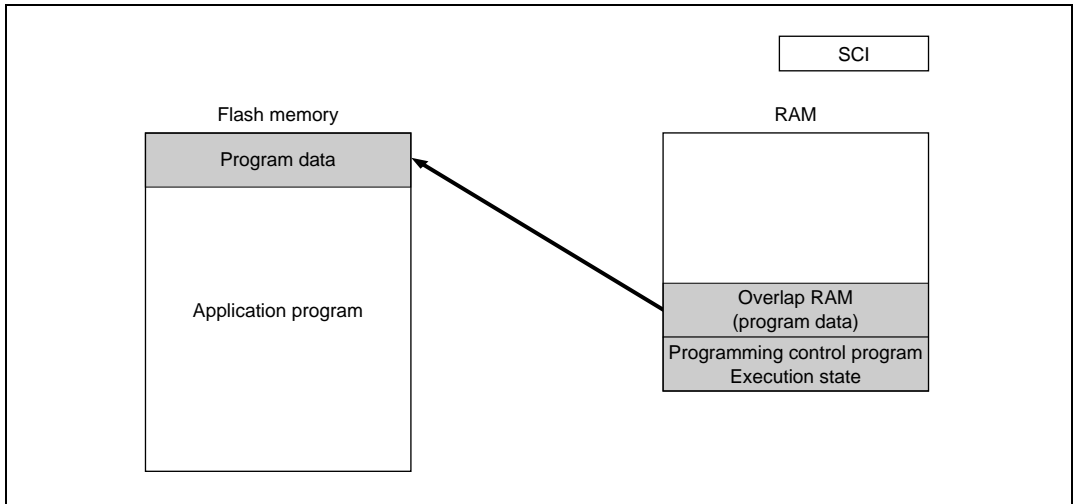 SCI
Flash memory
RAM
Program data
Application program
Overlap RAM
(program data)
Programming control program
Execution state